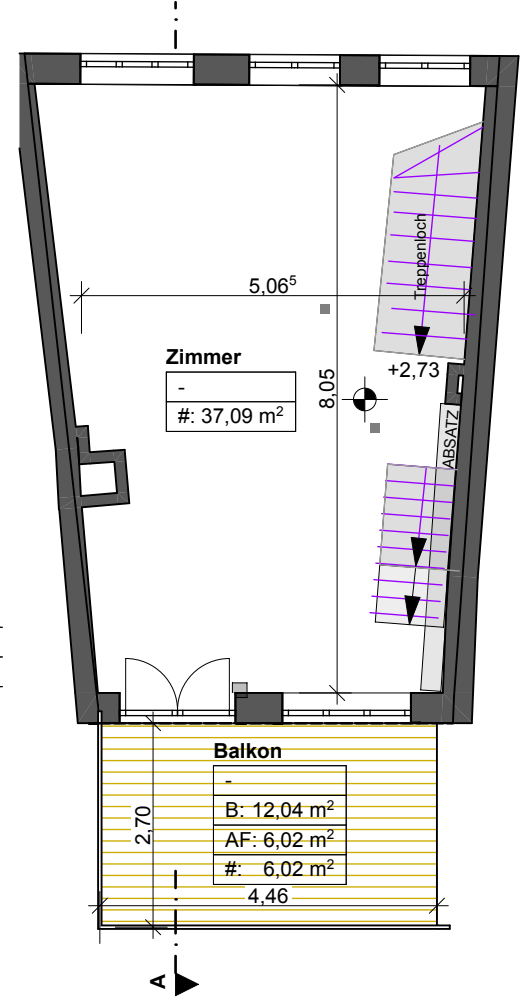 Treppenloch
5,06⁵
Zimmer
-
#: 37,09 m²
8,05
+2,73
ABSATZ
Balkon
-
B: 12,04 m²
AF: 6,02 m²
#: 6,02 m²
2,70
4,46
A